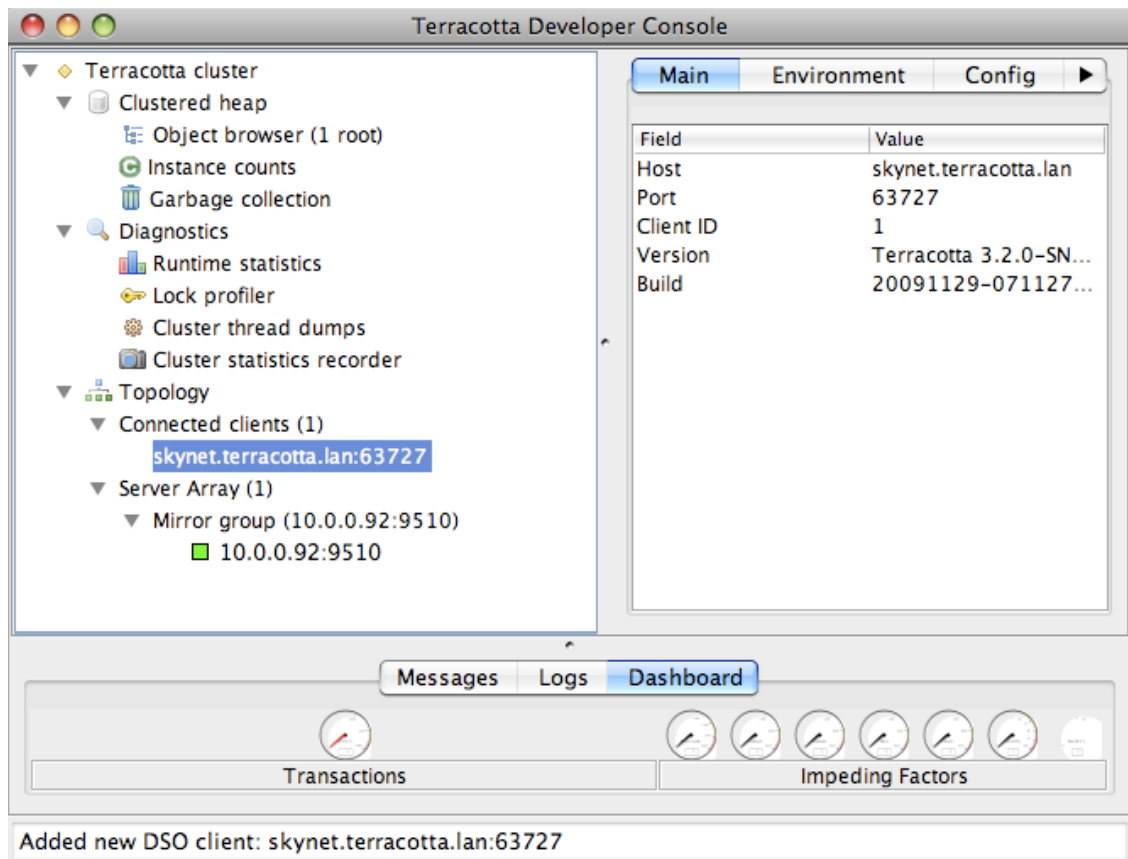 Terracotta Developer Console
Terracotta cluster
Clustered heap
Object browser (1 root)
Instance counts
Garbage collection
Diagnostics
Runtime statistics
Lock profiler
Cluster thread dumps
Cluster statistics recorder
Topology
Connected clients (1)
skynet.terracotta.lan:63727
Server Array (1)
Mirror group (10.0.0.92:9510)
10.0.0.92:9510
Main Environment Config
Field Value
Host skynet.terracotta.lan
Port 63727
Client ID 1
Version Terracotta 3.2.0-SN...
Build 20091129-071127...
Messages Logs Dashboard
Transactions Impeding Factors
Added new DSO client: skynet.terracotta.lan:63727